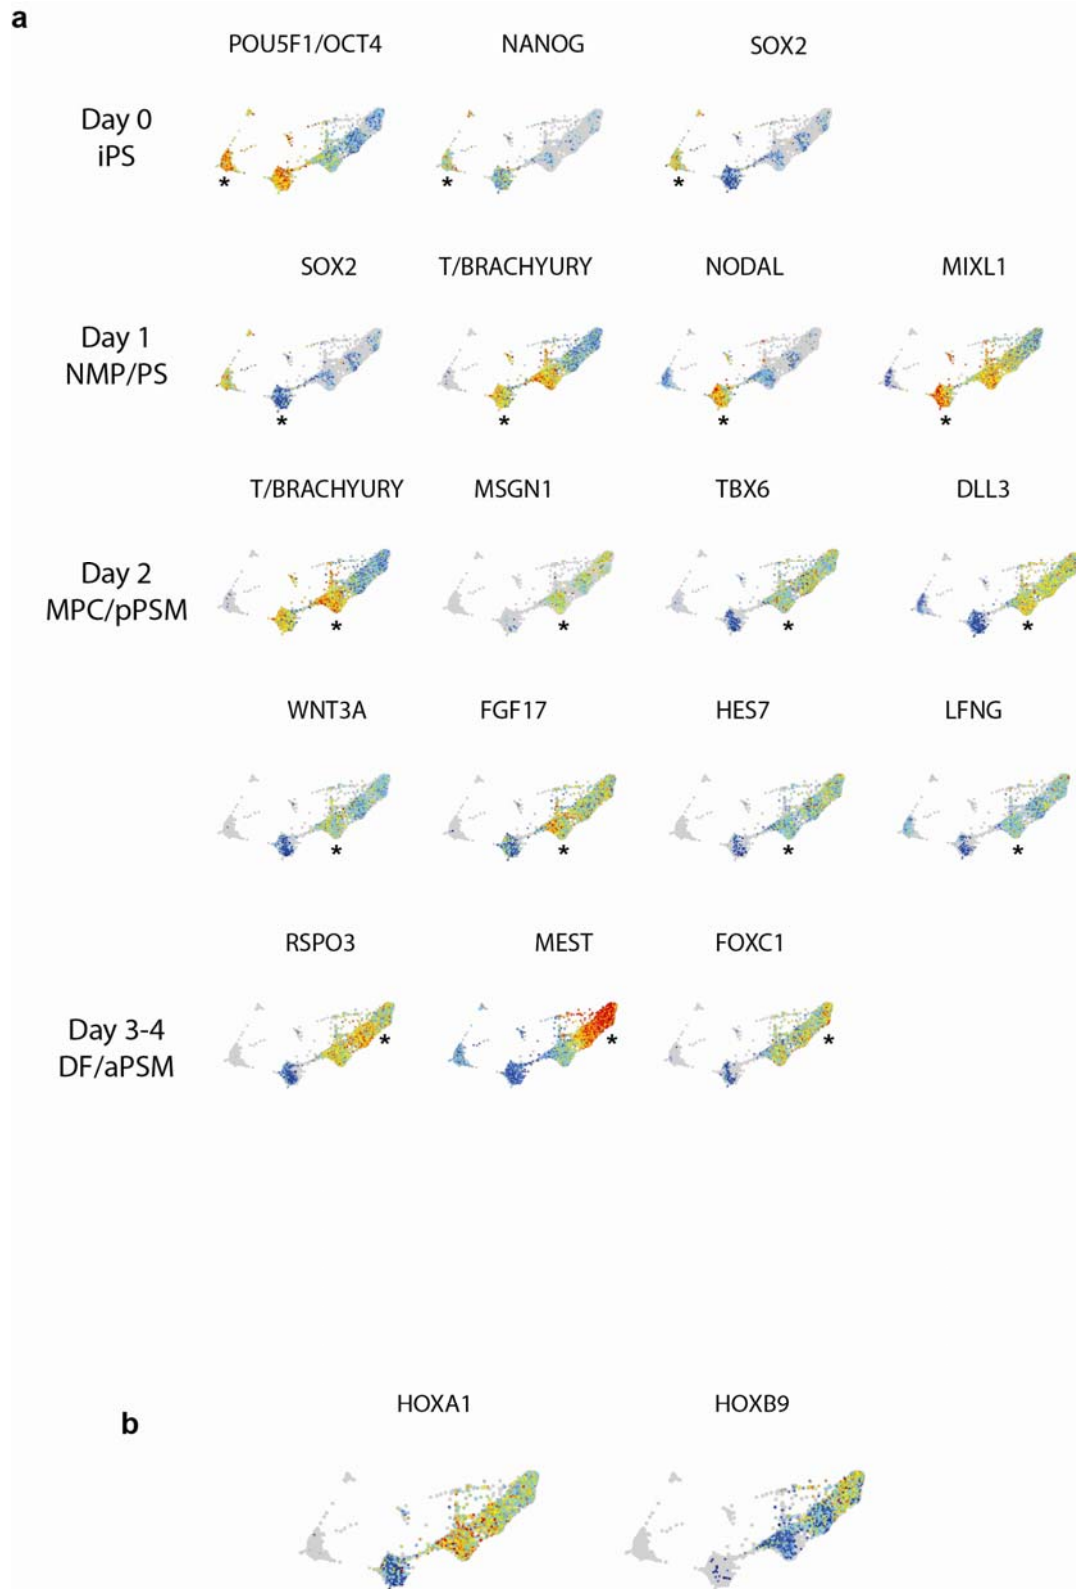 a
POU5F1/OCT4 NANOG SOX2
Day 0
iPS
* * *
SOX2 T/BRACHYURY NODAL MIXL1
Day 1
NMP/PS
* * * *
T/BRACHYURY MSGN1 TBX6 DLL3
Day 2
MPC/pPSM
* * * *
WNT3A FGF17 HES7 LFNG
* * * *
RSPO3 MEST FOXC1
Day 3-4
DF/aPSM
* * *
b
HOXA1 HOXB9